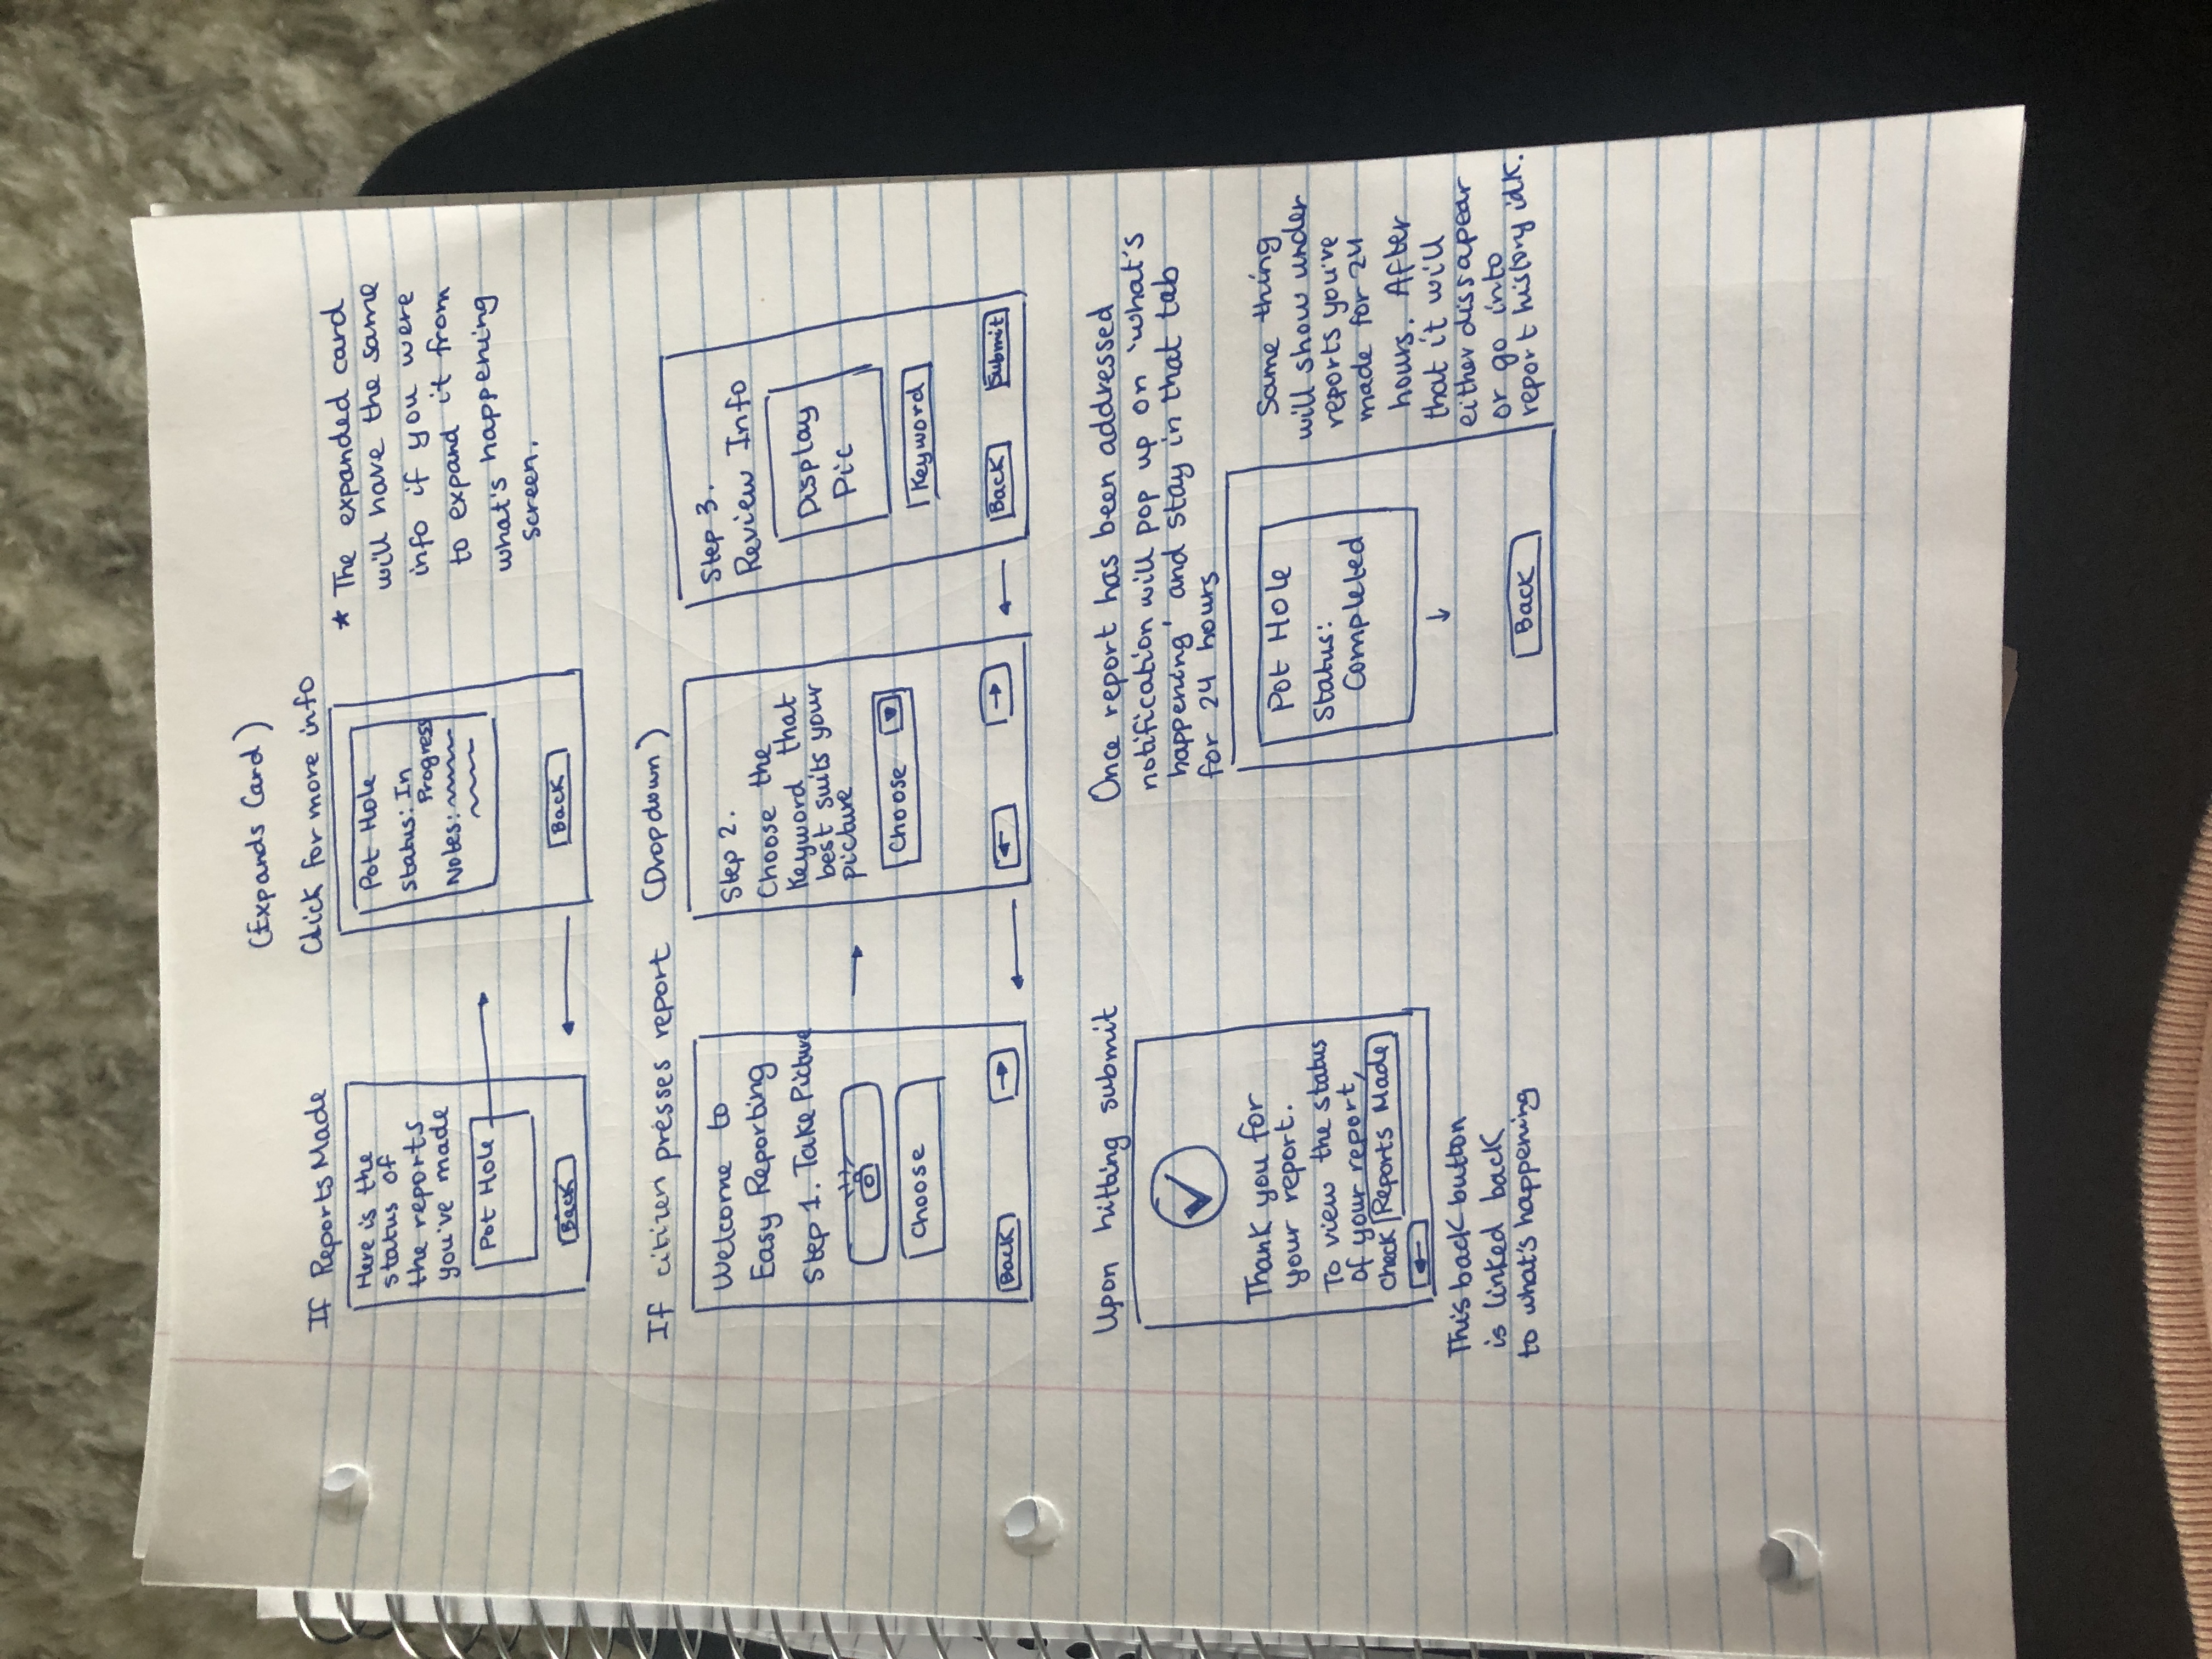 If Reports Made
Here is the
status of
the reports
you've made
Pot Hole
Back
(Expands Card)
Click for more info
Pot Hole
Status: In
Progress
Notes:
Back
* The expanded card
will have the same
info if you were
to expand it from
what's happening
screen.
If citizen presses report
Welcome to
Easy Reporting
Step 1. Take Picture
Choose
Back
(Dropdown)
Step 2.
Choose the
Keyword that
best suits your
picture
Choose
Step 3.
Review Info
Display
Pic
Keyword
Back Submit
Upon hitting submit
Thank you for
your report.
To view the status
of your report,
check Reports Made
This back button
is linked back
to what's happening
Once report has been addressed
notification will pop up on 'what's
happening' and stay in that tab
for 24 hours
Pot Hole
Status:
Completed
Back
Same thing
will show under
reports you've
made for 24
hours. After
that it will
either dissapear
or go into
report history idk.